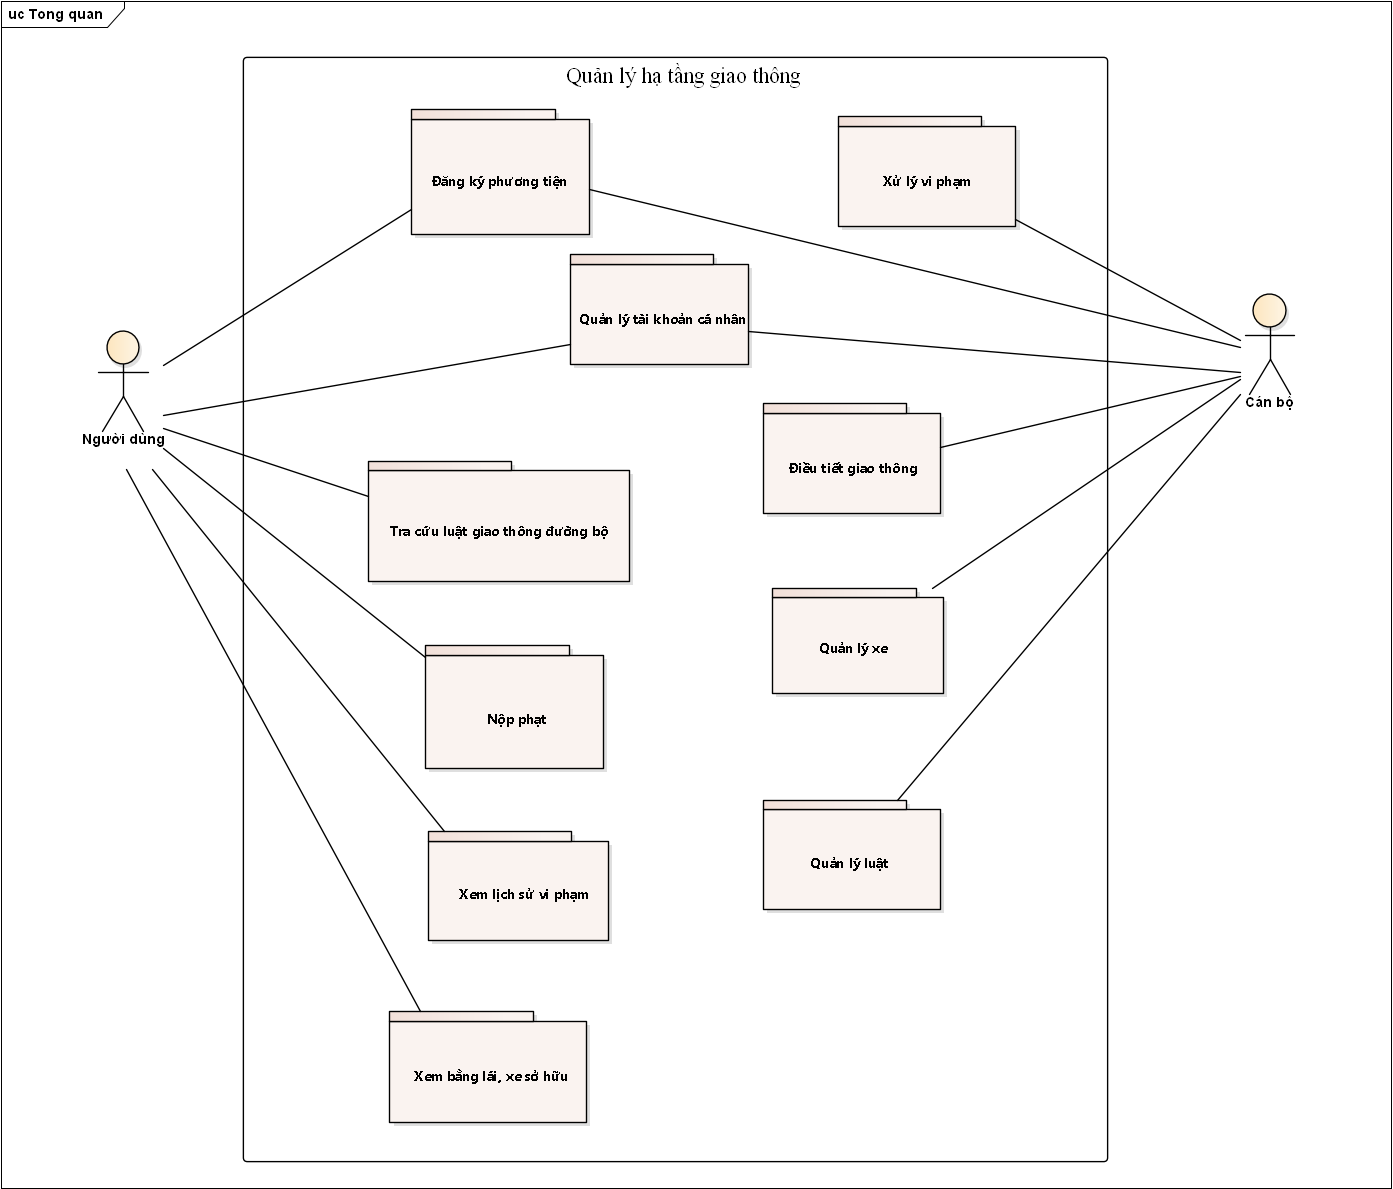 uc Tong quan
Quản lý hạ tầng giao thông
Đăng ký phương tiện
Xử lý vi phạm
Quản lý tài khoản cá nhân
Người dùng
Cán bộ
Điều tiết giao thông
Tra cứu luật giao thông đường bộ
Quản lý xe
Nộp phạt
Quản lý luật
Xem lịch sử vi phạm
Xem bằng lái, xe sở hữu